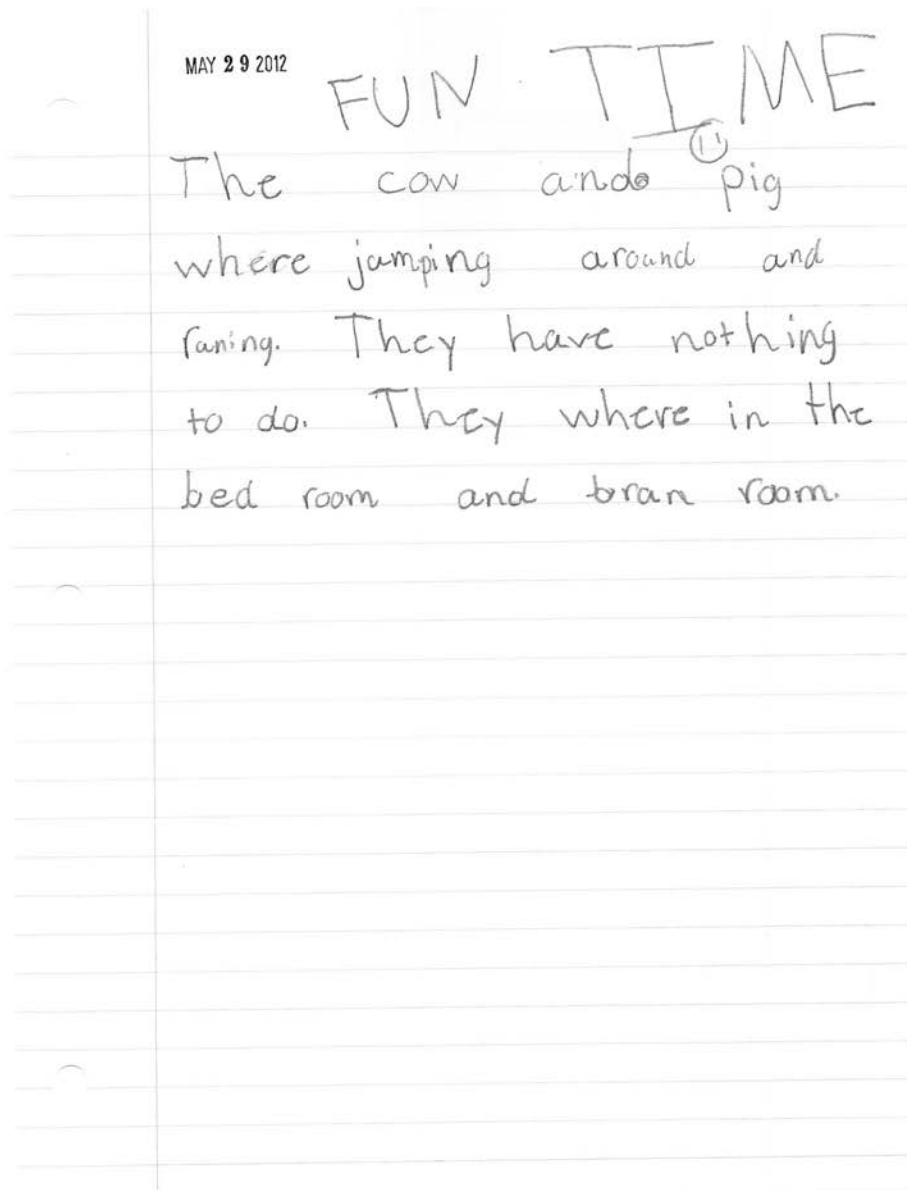 MAY 29 2012
FUN TIME
The cow and pig
where jamping around and
raning. They have nothing
to do. They where in the
bed room and bran room.